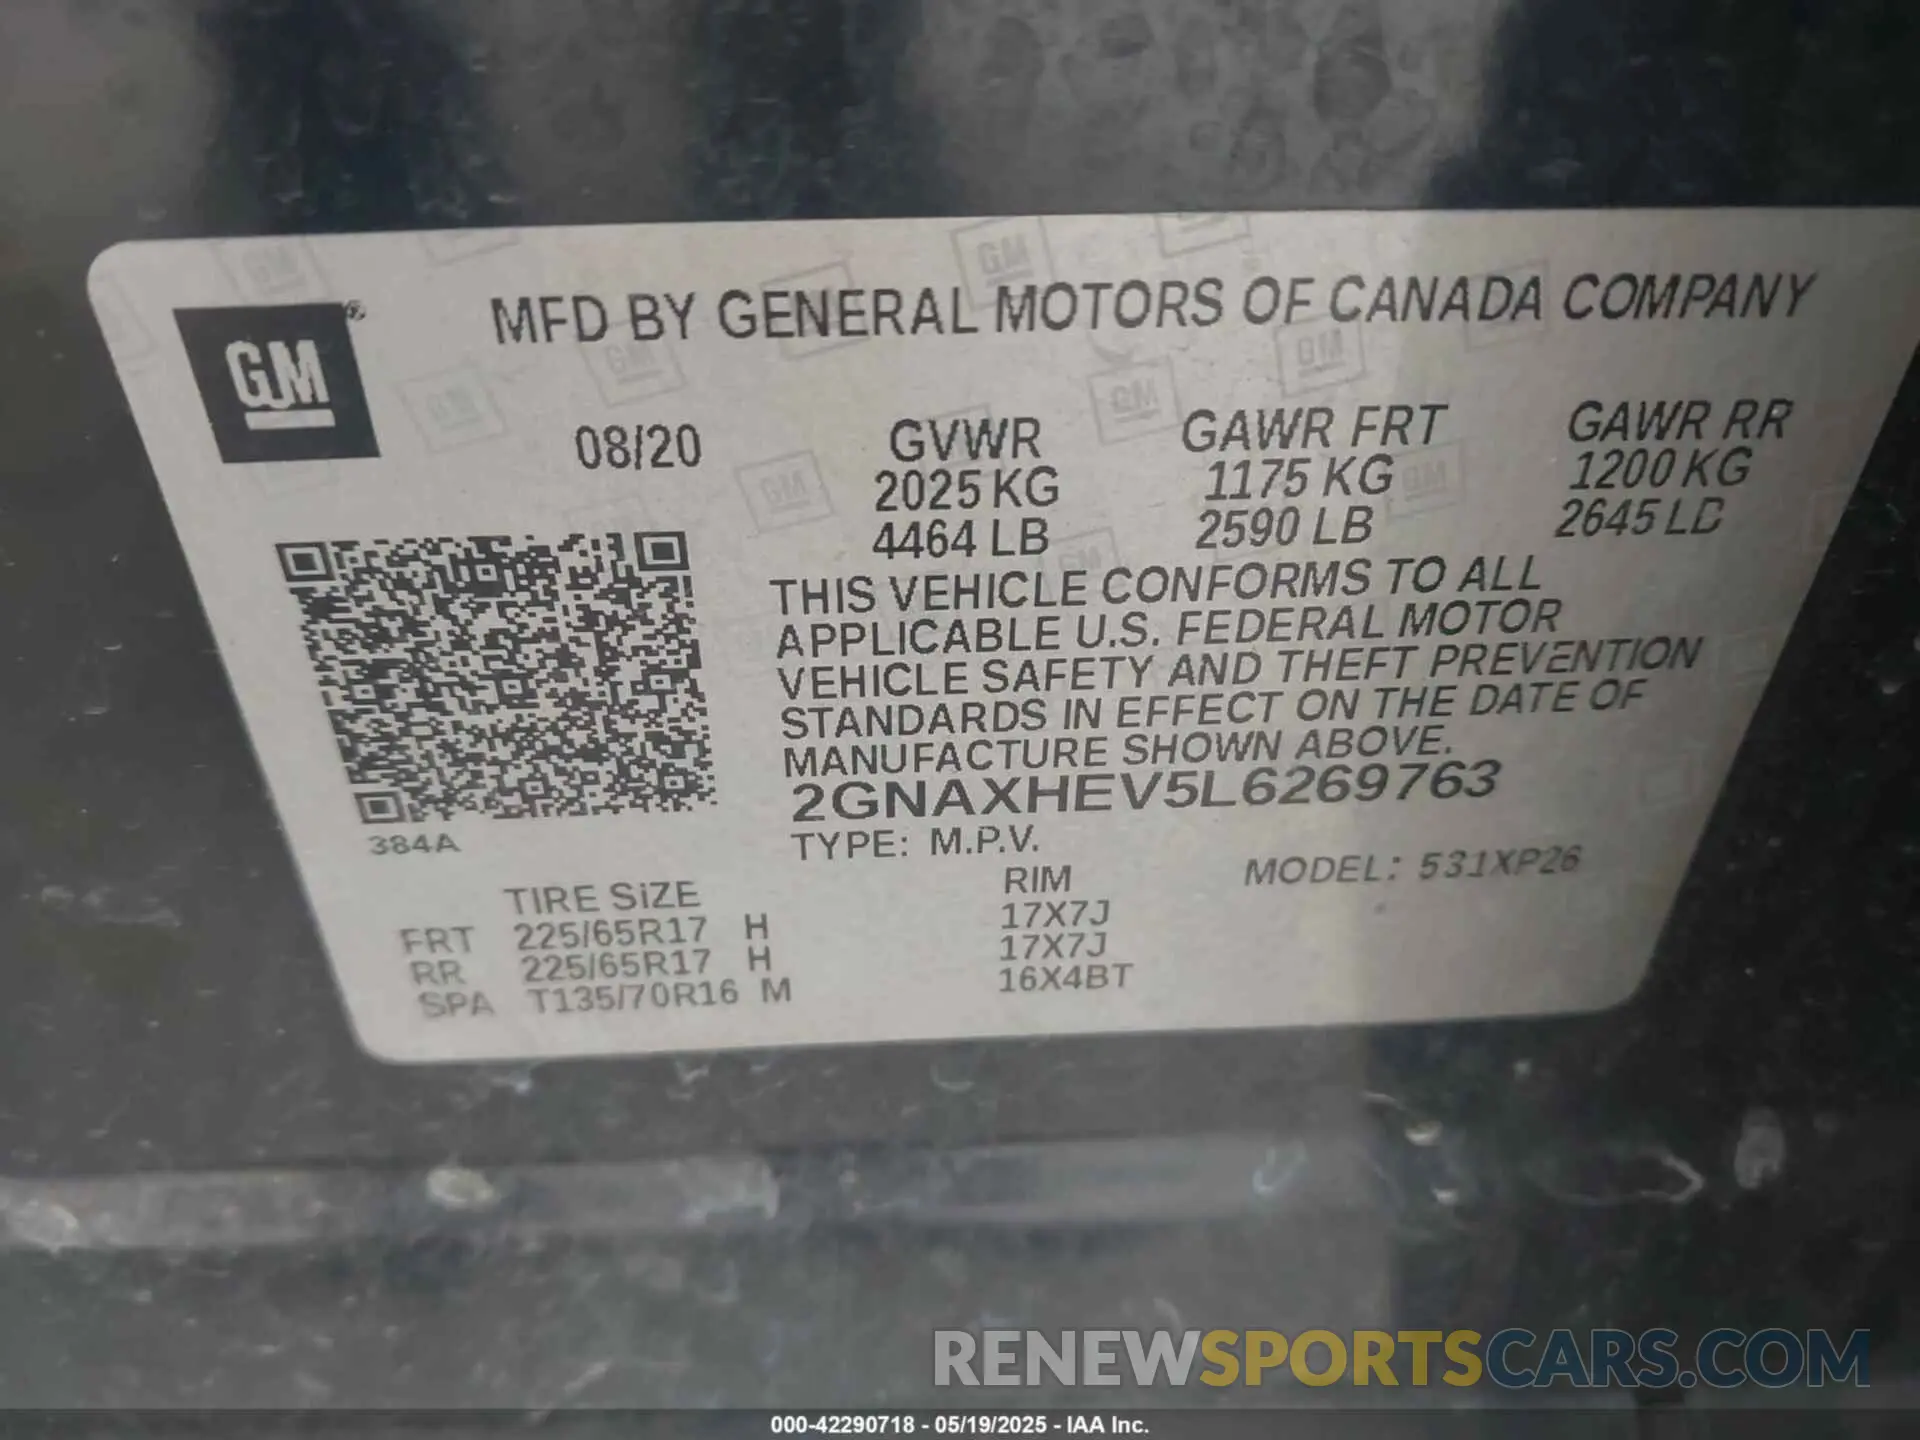 GM ®
MFD BY GENERAL MOTORS OF CANADA COMPANY
08/20
GVWR
2025 KG
4464 LB
GAWR FRT
1175 KG
2590 LB
GAWR RR
1200 KG
2645 LB
THIS VEHICLE CONFORMS TO ALL
APPLICABLE U.S. FEDERAL MOTOR
VEHICLE SAFETY AND THEFT PREVENTION
STANDARDS IN EFFECT ON THE DATE OF
MANUFACTURE SHOWN ABOVE.
2GNAXHEV5L6269763
384A
TYPE: M.P.V.
MODEL: 531XP26
TIRE SIZE RIM
FRT 225/65R17 H 17X7J
RR 225/65R17 H 17X7J
SPA T135/70R16 M 16X4BT
RENEWSPORTSCARS.COM
000-42290718 - 05/19/2025 - IAA Inc.